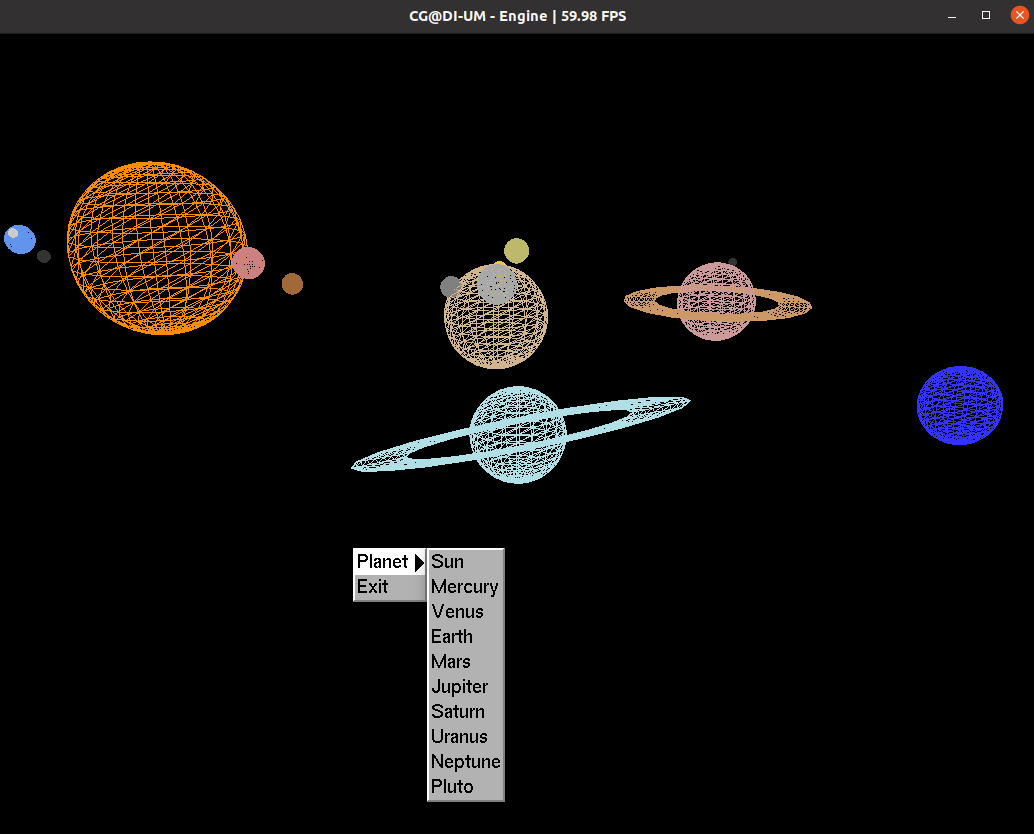 CG@DI-UM - Engine | 59.98 FPS
Planet
Exit
Sun
Mercury
Venus
Earth
Mars
Jupiter
Saturn
Uranus
Neptune
Pluto